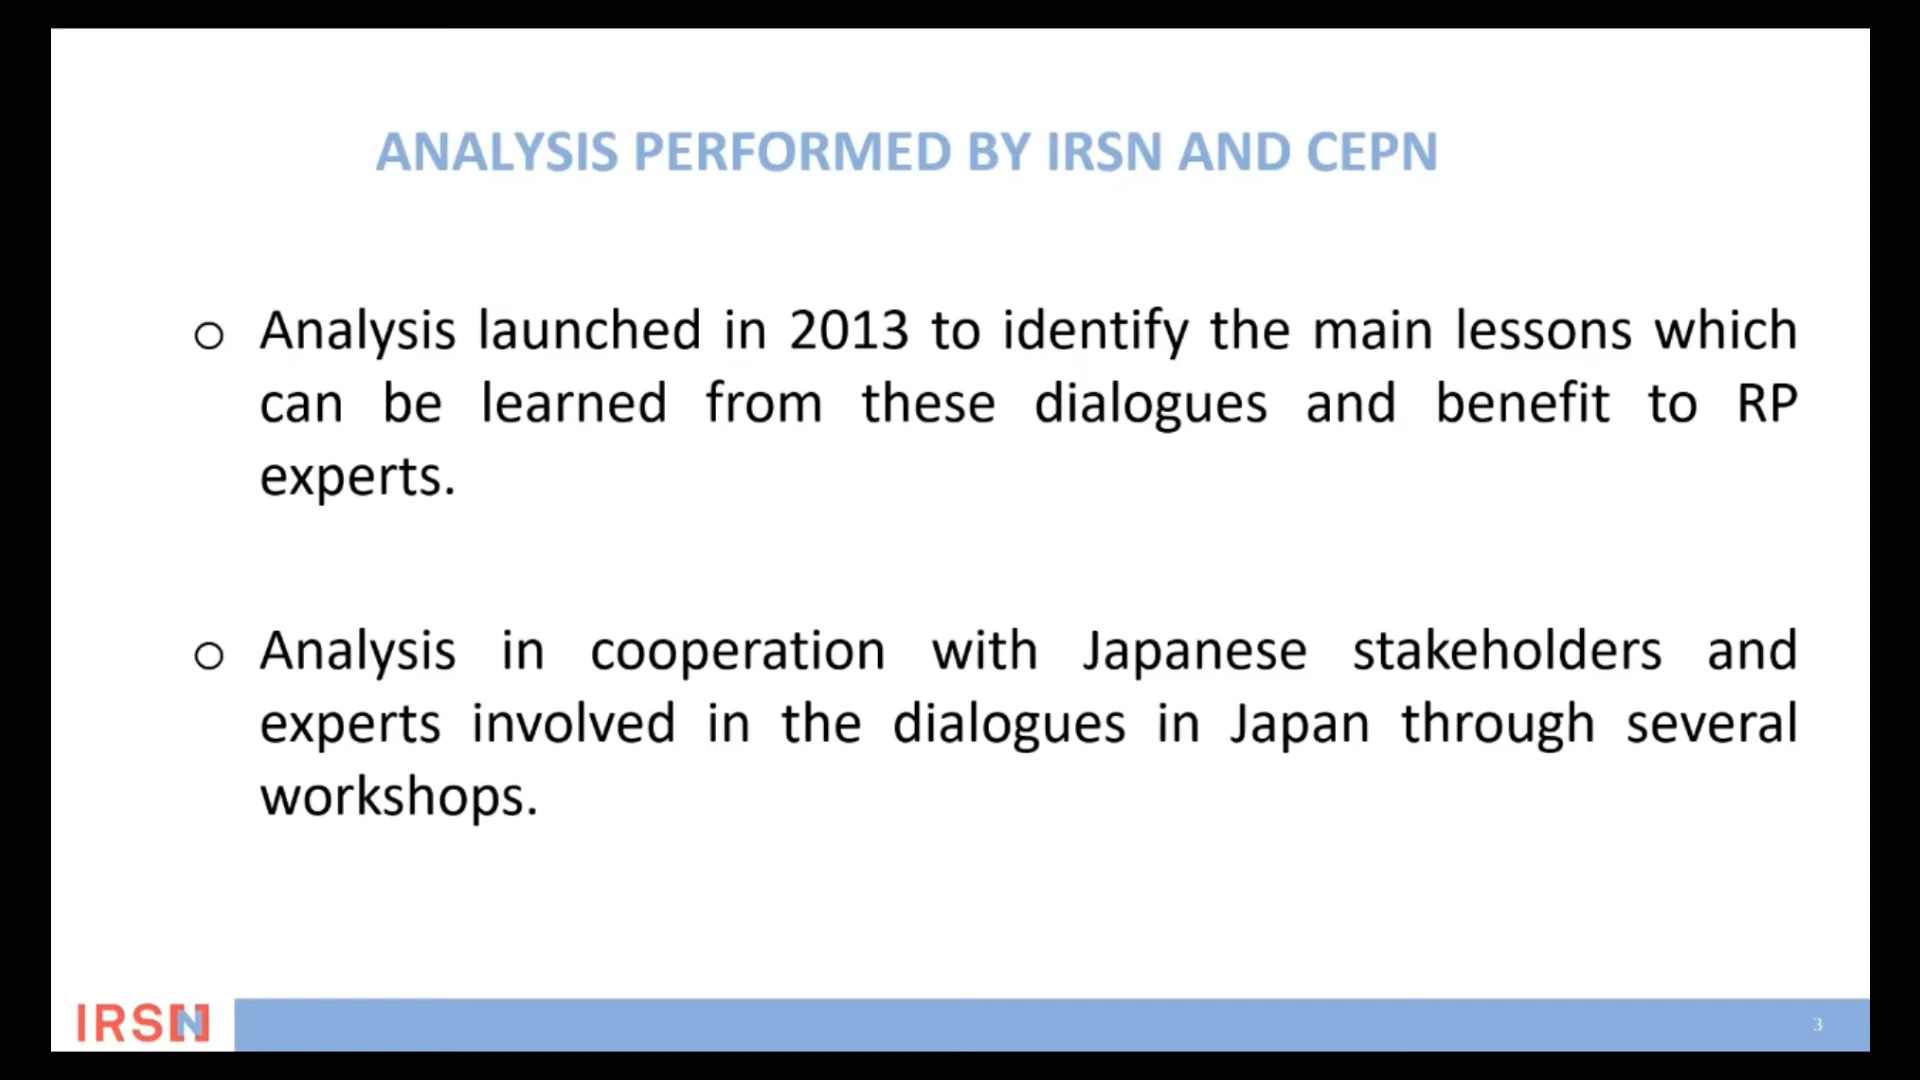 ANALYSIS PERFORMED BY IRSN AND CEPN
o Analysis launched in 2013 to identify the main lessons which
can be learned from these dialogues and benefit to RP
experts.
o Analysis in cooperation with Japanese stakeholders and
experts involved in the dialogues in Japan through several
workshops.
IRSN
3